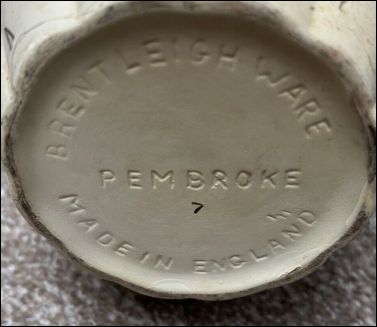 BRENTLEIGH WARE
PEMBROKE
7
MADE IN ENGLAND